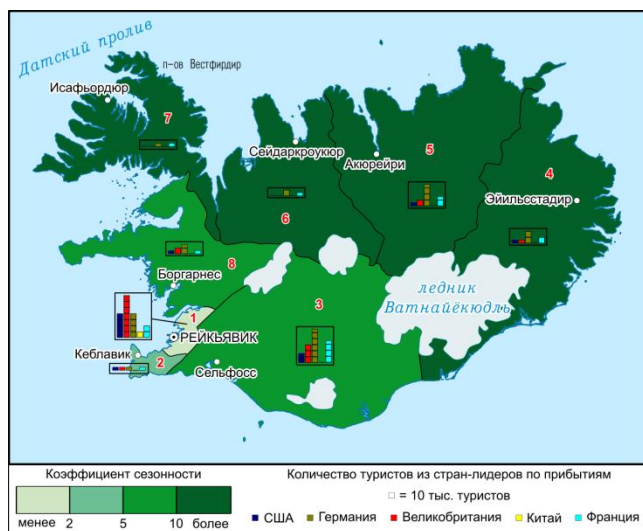 Датский пролив
п-ов Вестфирдир
Исафьордюр
7
Сейдаркроукюр
Акюрейри
5
4
Эйильсстадир
6
8
Боргарнес
3
ледник
Ватнайёкюдль
1
РЕЙКЬЯВИК
Кеблавик
2
Сельфосс
Коэффициент сезонности
менее 2 5 10 более
Количество туристов из стран-лидеров по прибытиям
= 10 тыс. туристов
США Германия Великобритания Китай Франция